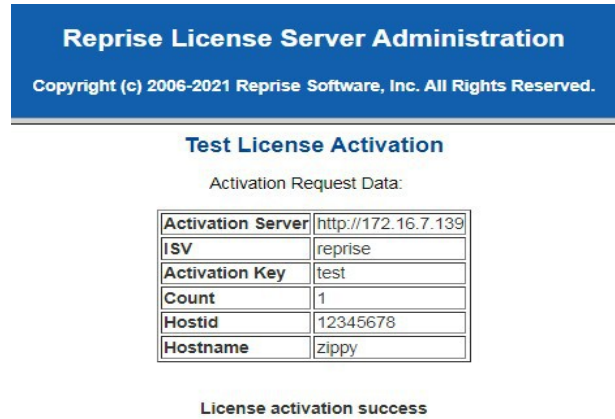 Reprise License Server Administration
Copyright (c) 2006-2021 Reprise Software, Inc. All Rights Reserved.
Test License Activation
Activation Request Data:
Activation Server http://172.16.7.139
ISV reprise
Activation Key test
Count 1
Hostid 12345678
Hostname zippy
License activation success